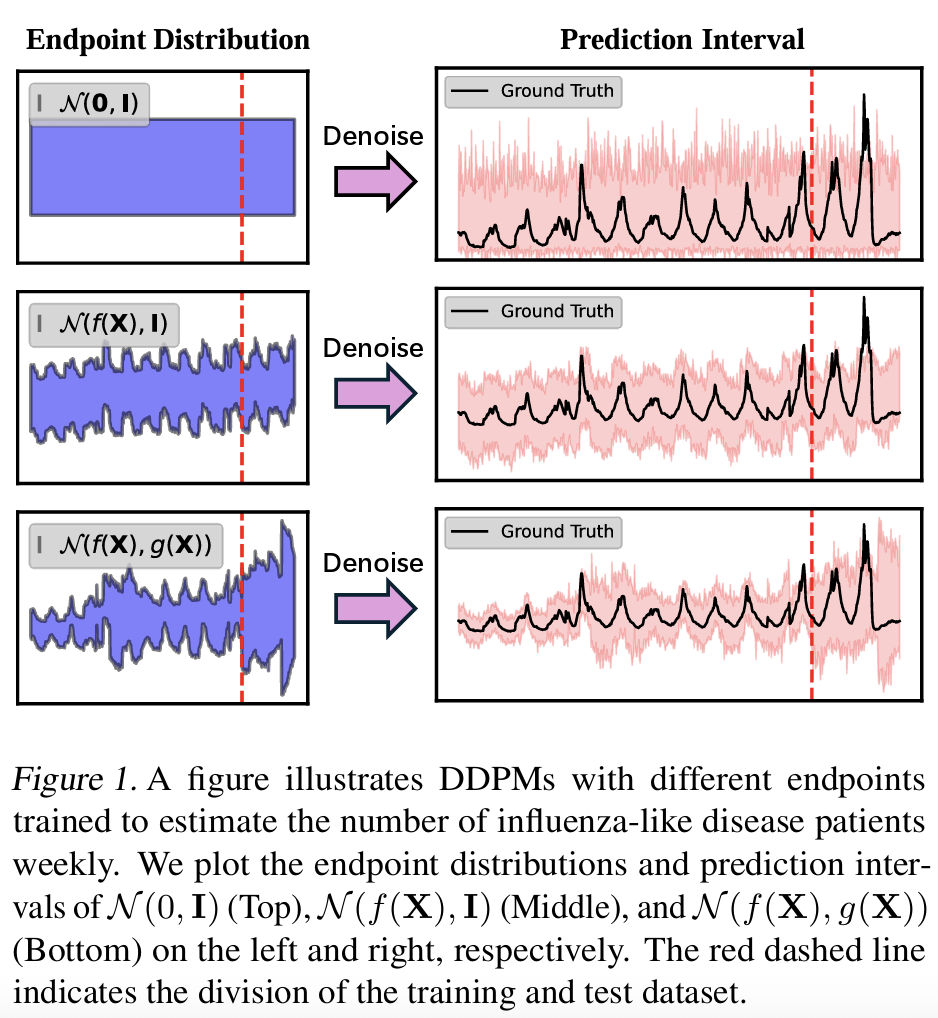 Endpoint Distribution
Prediction Interval
𝒩(0, I)
Denoise
Ground Truth
𝒩(f(X), I)
Denoise
Ground Truth
𝒩(f(X), g(X))
Denoise
Ground Truth
Figure 1. A figure illustrates DDPMs with different endpoints
trained to estimate the number of influenza-like disease patients
weekly. We plot the endpoint distributions and prediction inter-
vals of 𝒩(0, I) (Top), 𝒩(f(X), I) (Middle), and 𝒩(f(X), g(X))
(Bottom) on the left and right, respectively. The red dashed line
indicates the division of the training and test dataset.